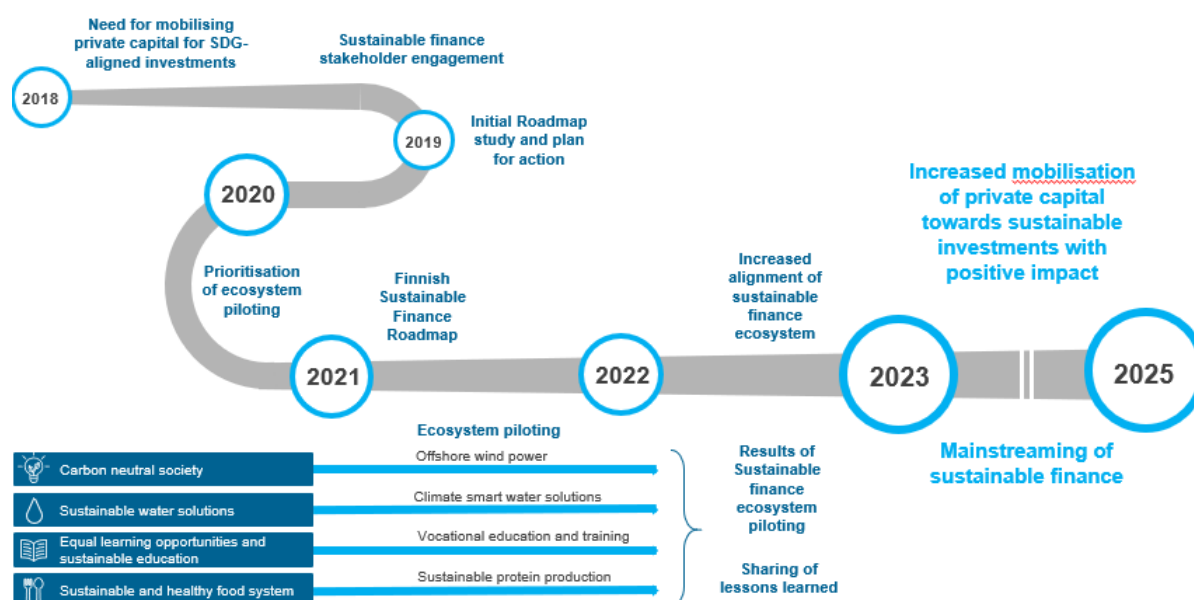 Need for mobilising
private capital for SDG-
aligned investments
Sustainable finance
stakeholder engagement
2018
2019
Initial Roadmap
study and plan
for action
2020
Increased mobilisation
of private capital
towards sustainable
investments with
positive impact
Prioritisation
of ecosystem
piloting
Finnish
Sustainable
Finance
Roadmap
Increased
alignment of
sustainable
finance
ecosystem
2021
2022
2023
2025
Mainstreaming of
sustainable finance
Ecosystem piloting
Carbon neutral society
Offshore wind power
Sustainable water solutions
Climate smart water solutions
Equal learning opportunities and
sustainable education
Vocational education and training
Sustainable and healthy food system
Sustainable protein production
Results of
Sustainable
finance
ecosystem
piloting
Sharing of
lessons learned